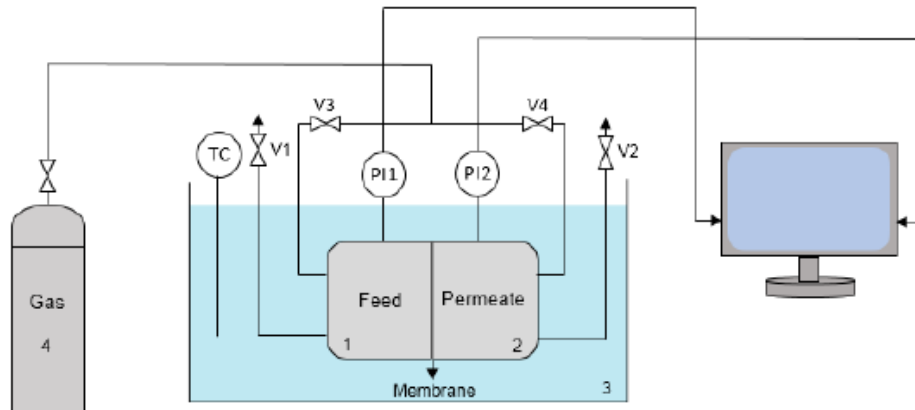 V3
V4
V1
V2
TC
PI1
PI2
Gas
4
Feed
Permeate
1
2
Membrane
3